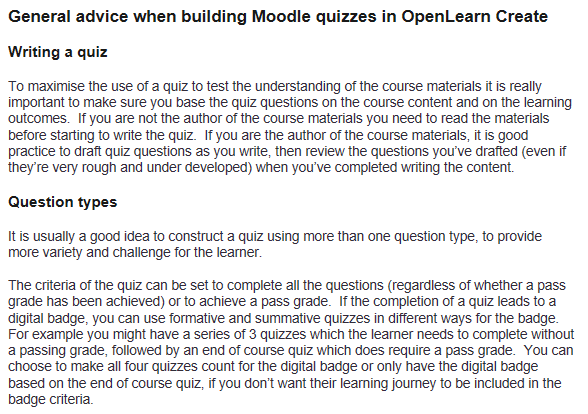 General advice when building Moodle quizzes in OpenLearn Create
Writing a quiz
To maximise the use of a quiz to test the understanding of the course materials it is really
important to make sure you base the quiz questions on the course content and on the learning
outcomes.  If you are not the author of the course materials you need to read the materials
before starting to write the quiz.  If you are the author of the course materials, it is good
practice to draft quiz questions as you write, then review the questions you've drafted (even if
they're very rough and under developed) when you've completed writing the content.
Question types
It is usually a good idea to construct a quiz using more than one question type, to provide
more variety and challenge for the learner.
The criteria of the quiz can be set to complete all the questions (regardless of whether a pass
grade has been achieved) or to achieve a pass grade.  If the completion of a quiz leads to a
digital badge, you can use formative and summative quizzes in different ways for the badge.
For example you might have a series of 3 quizzes which the learner needs to complete without
a passing grade, followed by an end of course quiz which does require a pass grade.  You can
choose to make all four quizzes count for the digital badge or only have the digital badge
based on the end of course quiz, if you don't want their learning journey to be included in the
badge criteria.